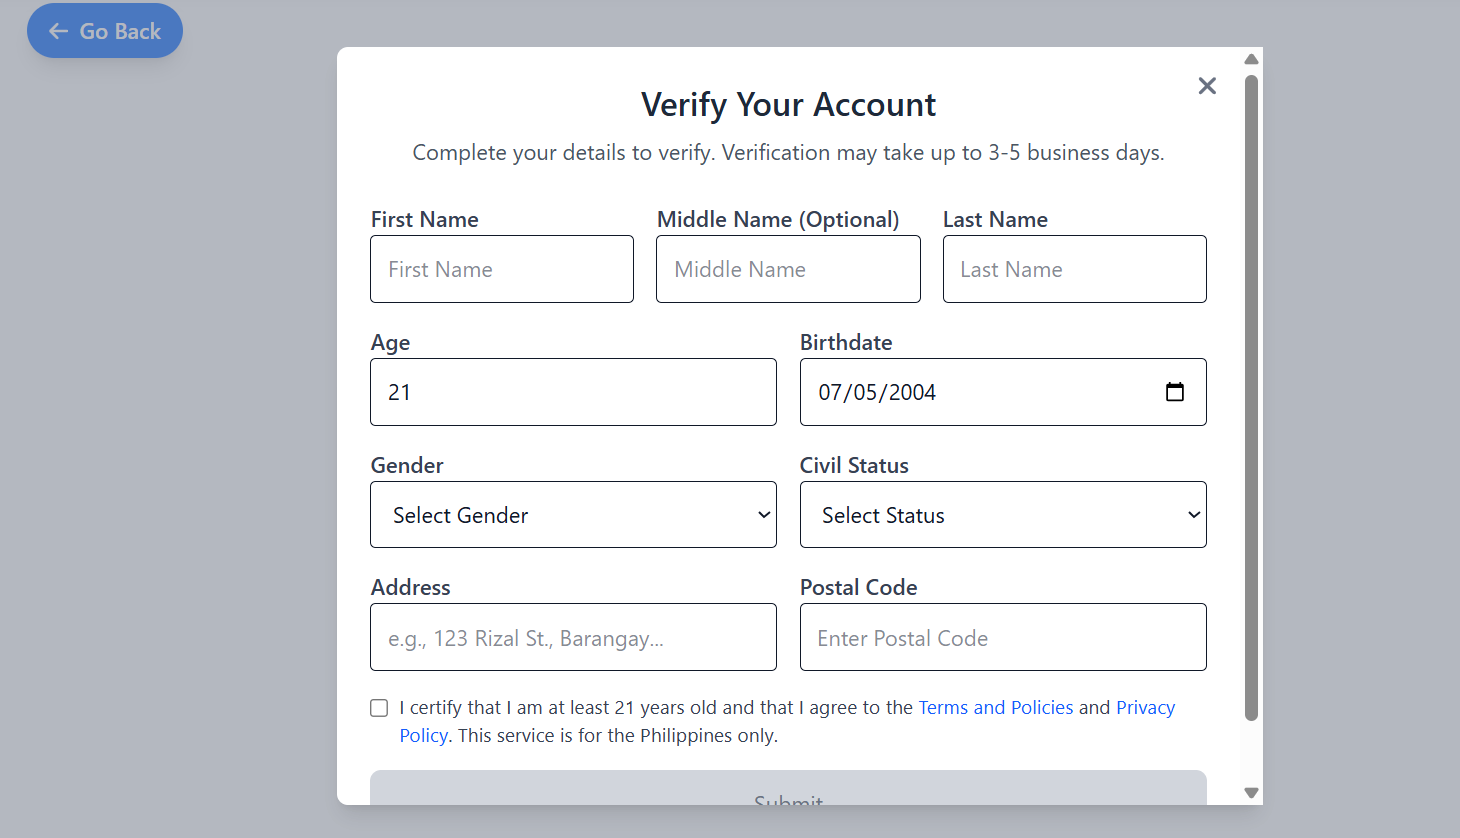 Go Back
Verify Your Account
Complete your details to verify. Verification may take up to 3-5 business days.
First Name Middle Name (Optional) Last Name
First Name Middle Name Last Name
Age Birthdate
21 07/05/2004
Gender Civil Status
Select Gender Select Status
Address Postal Code
e.g., 123 Rizal St., Barangay... Enter Postal Code
I certify that I am at least 21 years old and that I agree to the Terms and Policies and Privacy
Policy. This service is for the Philippines only.
Submit